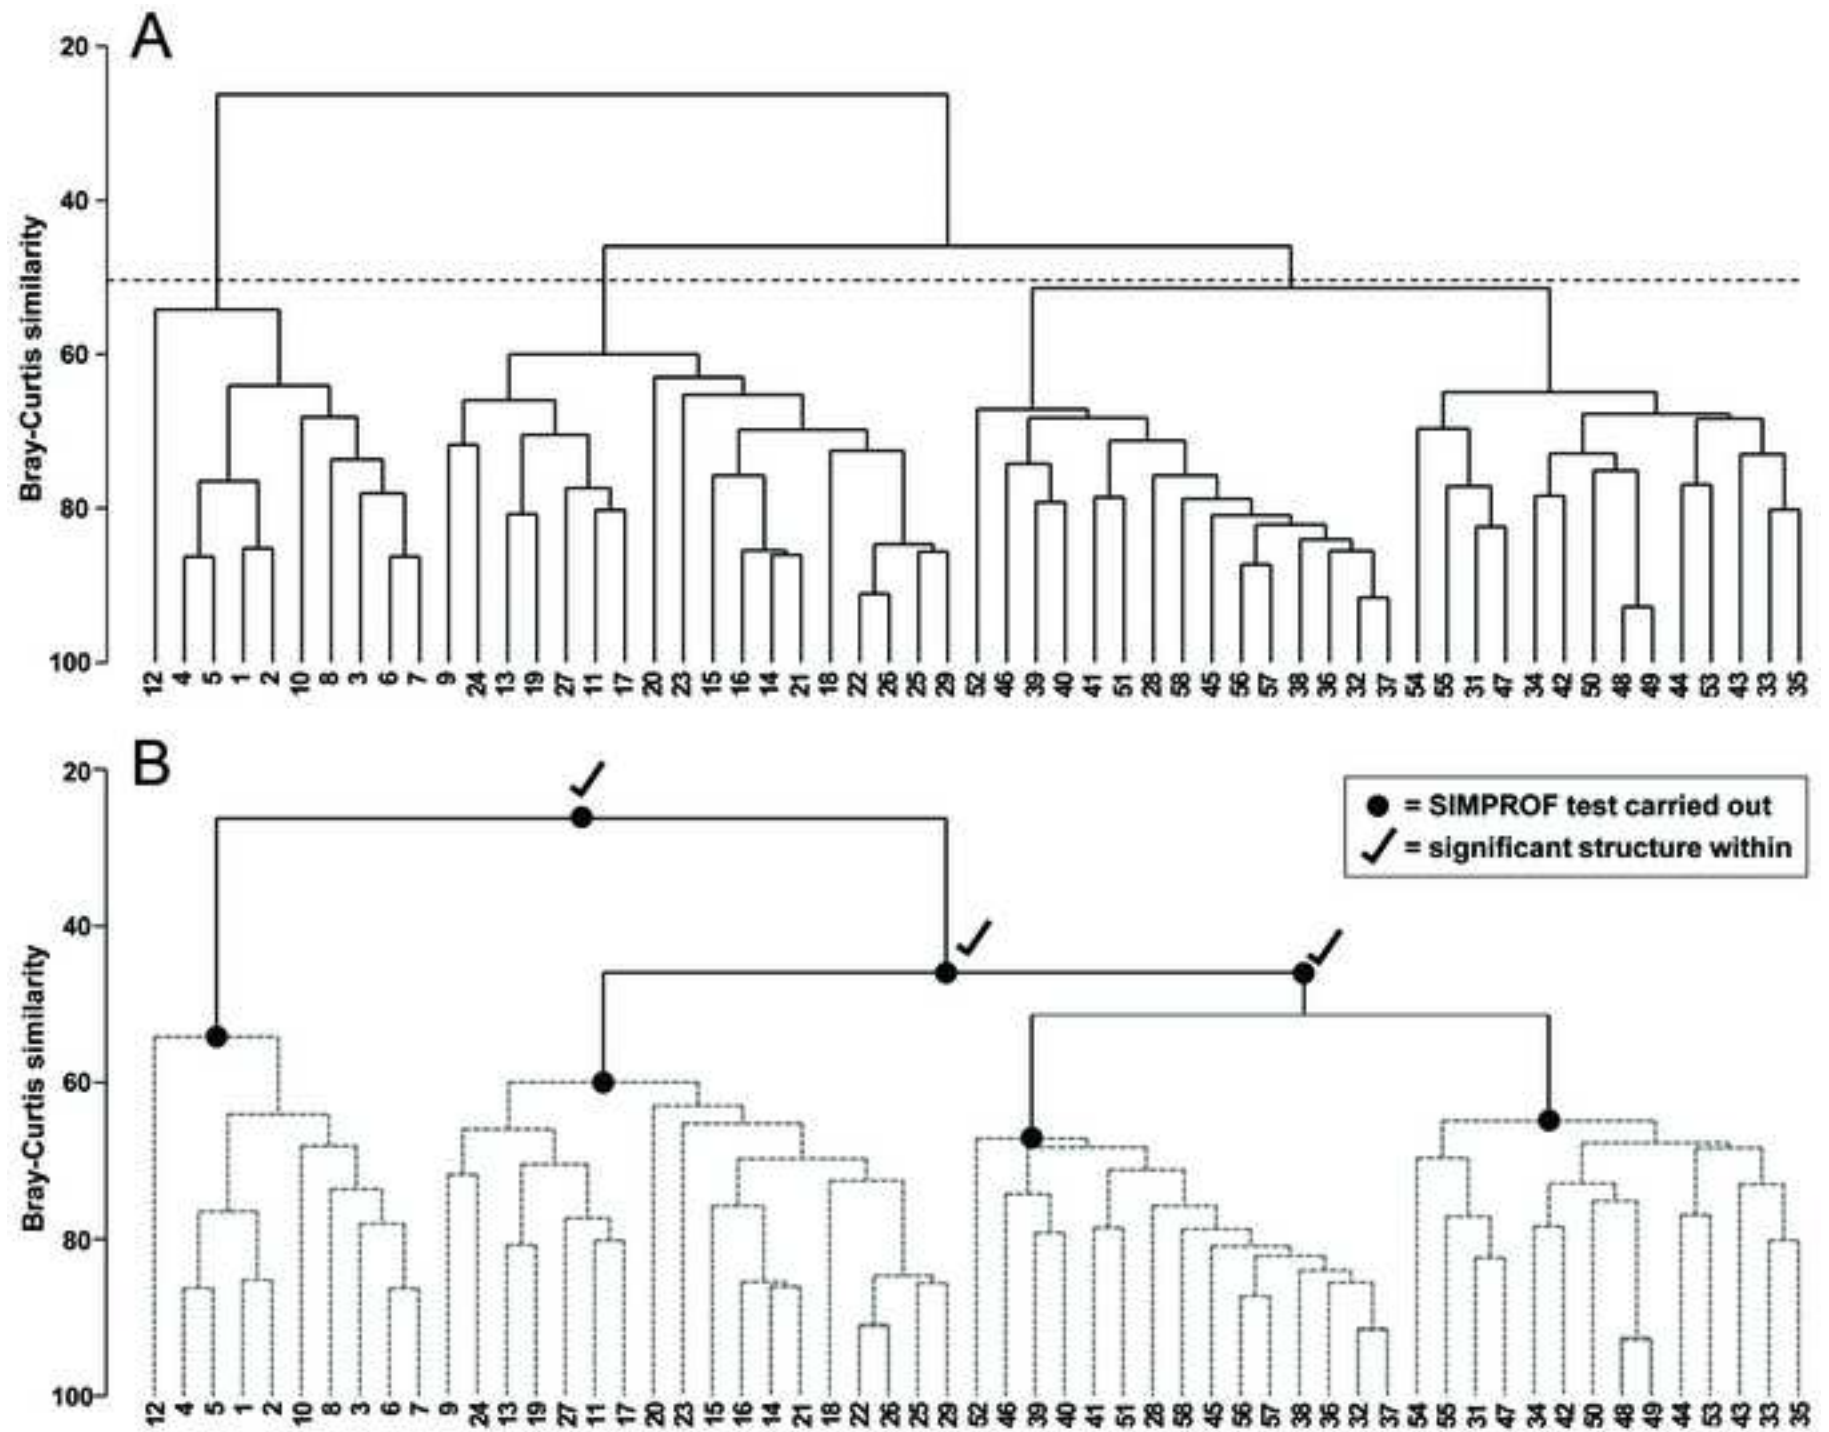 A
20
40
60
80
100
Bray-Curtis similarity
12 4 5 1 2 10 8 3 6 7 9 24 13 19 27 11 17 20 23 15 16 14 21 18 22 26 25 29 52 46 39 40 41 51 28 58 45 56 57 38 36 32 37 54 55 31 47 34 42 50 48 49 44 53 43 33 35
B
20
40
60
80
100
Bray-Curtis similarity
= SIMPROF test carried out
= significant structure within
12 4 5 1 2 10 8 3 6 7 9 24 13 19 27 11 17 20 23 15 16 14 21 18 22 26 25 29 52 46 39 40 41 51 28 58 45 56 57 38 36 32 37 54 55 31 47 34 42 50 48 49 44 53 43 33 35